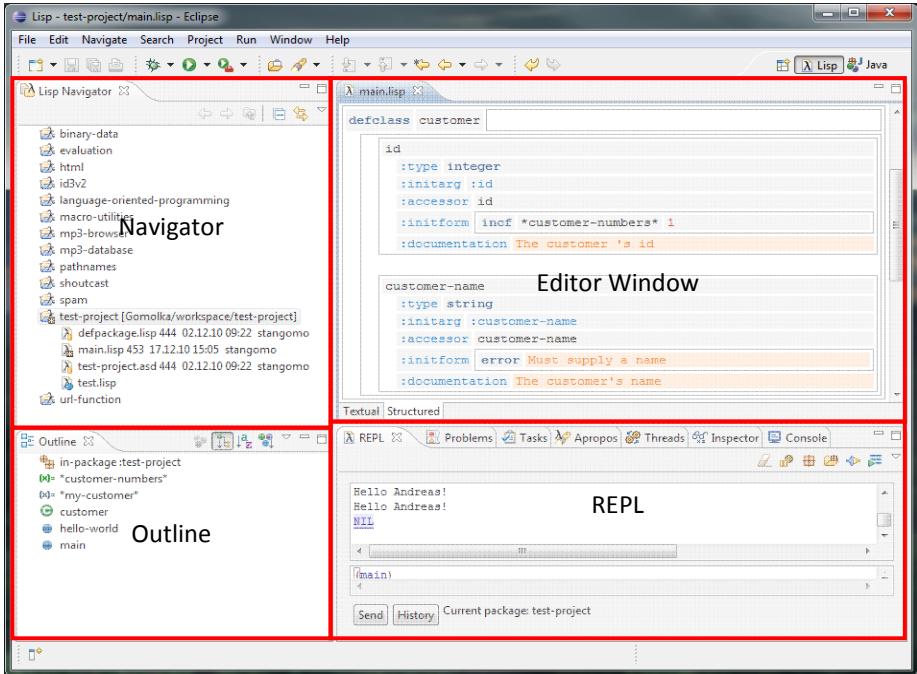 Lisp - test-project/main.lisp - Eclipse
File Edit Navigate Search Project Run Window Help
Lisp Java
Lisp Navigator
binary-data
evaluation
html
id3v2
language-oriented-programming
macro-utilities
mp3-browser
mp3-database
pathnames
shoutcast
spam
test-project [Gomolka/workspace/test-project]
defpackage.lisp 444 02.12.10 09:22 stangomo
main.lisp 453 17.12.10 15:05 stangomo
test-project.asd 444 02.12.10 09:22 stangomo
test.lisp
url-function
Navigator
main.lisp
defclass customer
id
:type integer
:initarg :id
:accessor id
:initform incf *customer-numbers* 1
:documentation The customer 's id
customer-name
:type string
:initarg :customer-name
:accessor customer-name
:initform error Must supply a name
:documentation The customer's name
Textual Structured
Editor Window
Outline
in-package :test-project
*customer-numbers*
*my-customer*
customer
hello-world
main
Outline
REPL Problems Tasks Apropos Threads Inspector Console
Hello Andreas!
Hello Andreas!
NIL
REPL
(main)
Send History Current package: test-project